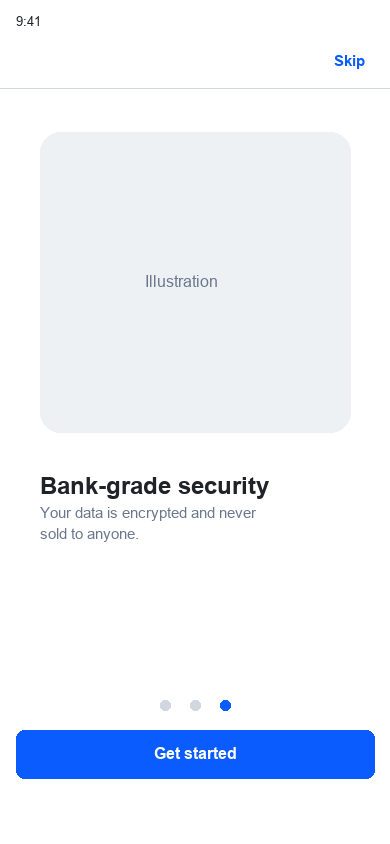 9:41
Skip
Illustration
Bank-grade security
Your data is encrypted and never
sold to anyone.
Get started